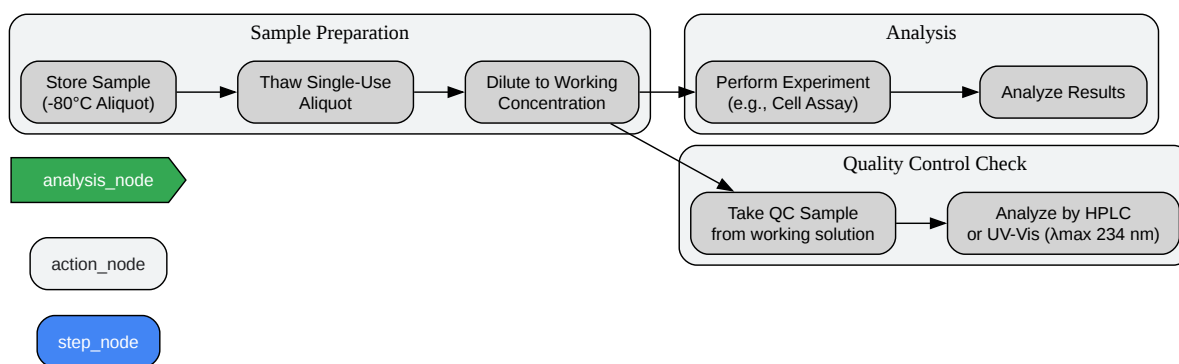 Sample Preparation
Store Sample
(-80°C Aliquot)
Thaw Single-Use
Aliquot
Dilute to Working
Concentration
Analysis
Perform Experiment
(e.g., Cell Assay)
Analyze Results
Quality Control Check
Take QC Sample
from working solution
Analyze by HPLC
or UV-Vis (λmax 234 nm)
analysis_node
action_node
step_node